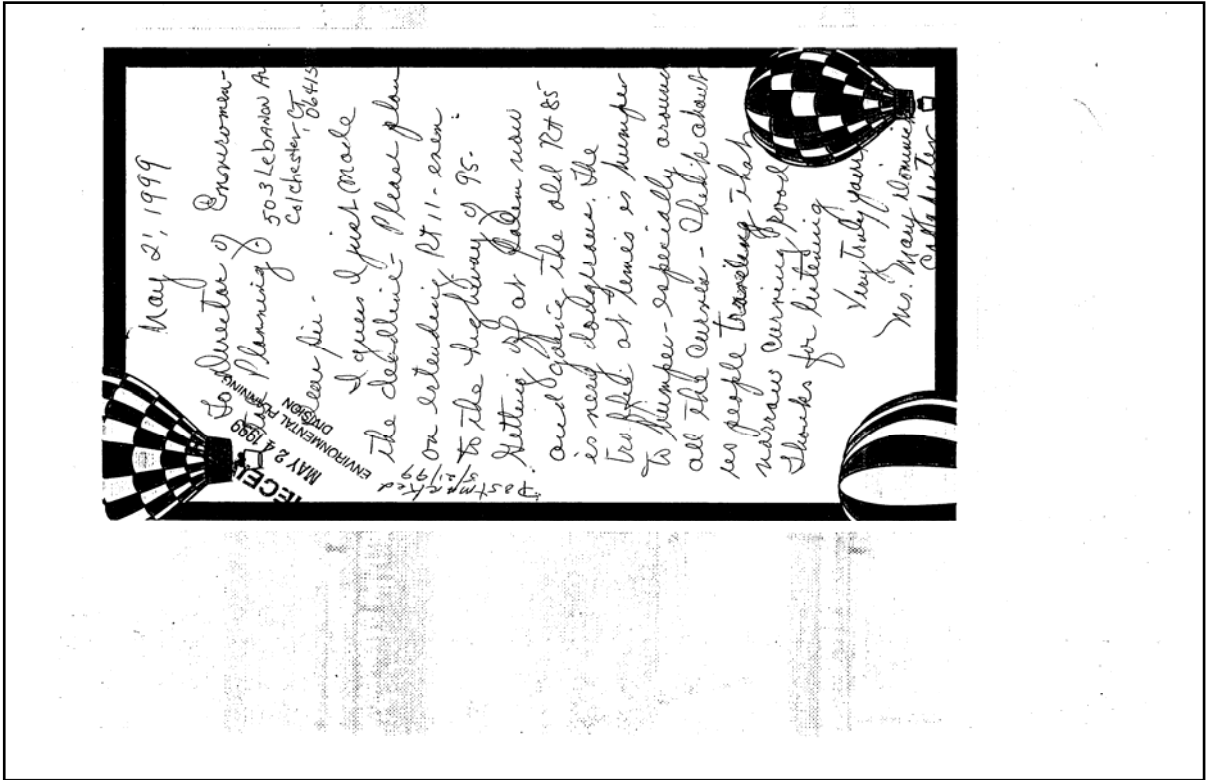 May 21, 1999
To Director of Environmen-
Planning
503 Lebanon Av
Colchester, CT
06415
Dear Sir-
I guess I just made
the deadline- Please plan
on extending Rt 11 - even
to the highway of 95.
Getting off at Salem now
and going the old Rt 85
is very dangerous. The
traffic at times is bumper
to bumper - especially around
all the curves - Think about
us people traveling that
narrow curving road
Thanks for listening
Very truly yours
Ms. Mary
Colchester
MAY 24 1999
ENVIRONMENTAL PLANNING
DIVISION
Postmarked
5/21/99